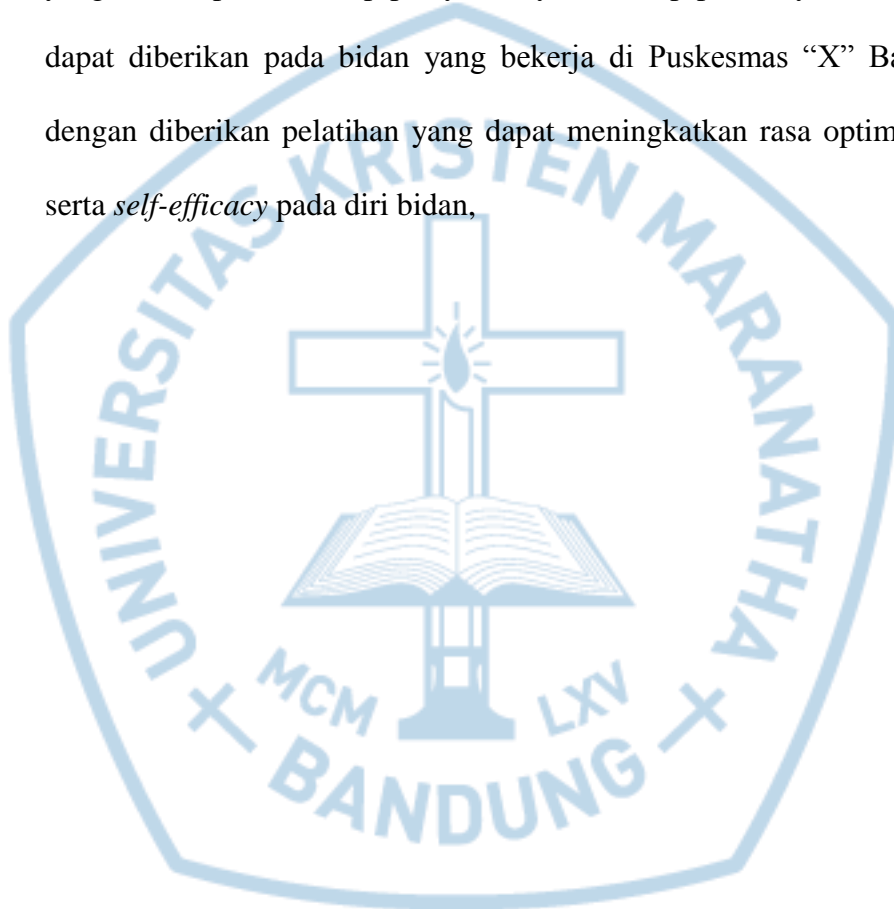 dapat diberikan pada bidan yang bekerja di Puskesmas “X”
dengan diberikan pelatihan yang dapat meningkatkan rasa
serta self-efficacy pada diri bidan,
UNIVERSITAS KRISTEN MARANATHA
MCM LXV
BANDUNG